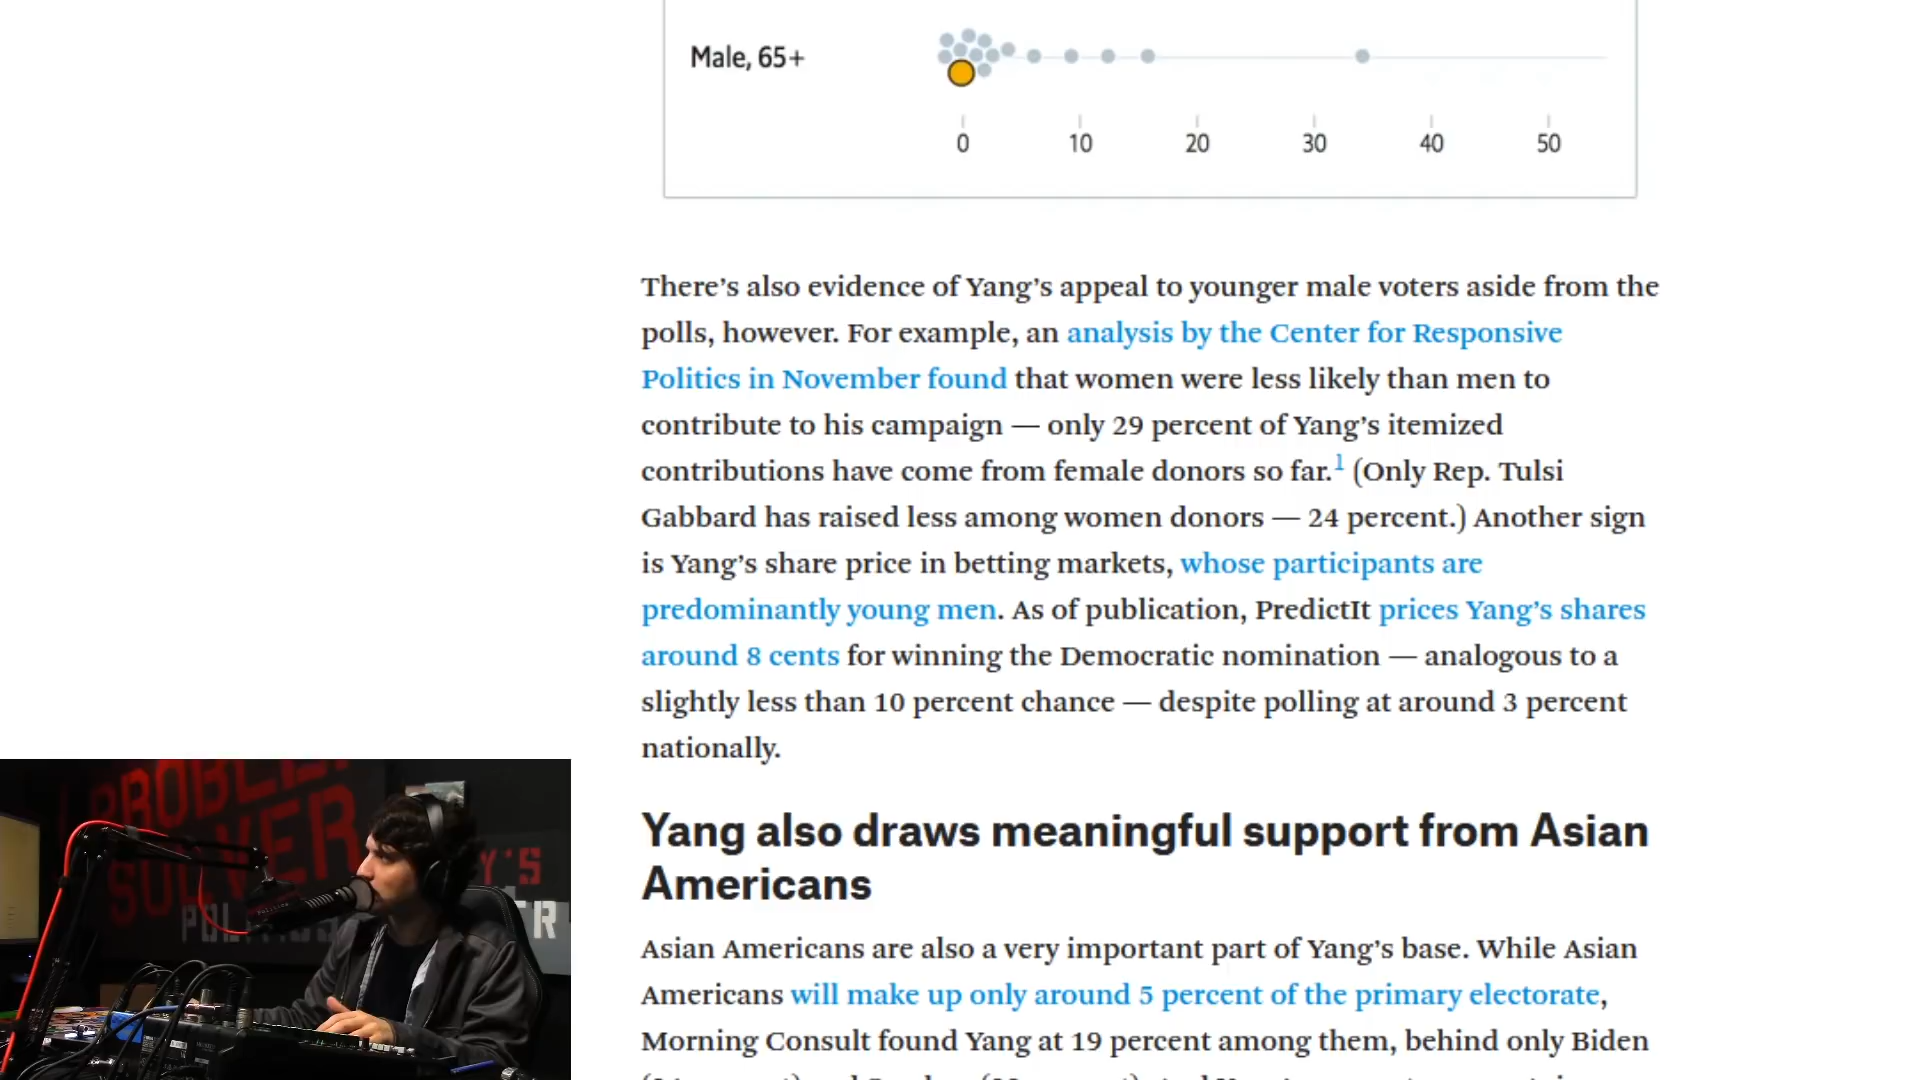 Male, 65+
0 10 20 30 40 50
There’s also evidence of Yang’s appeal to younger male voters aside from the
polls, however. For example, an analysis by the Center for Responsive
Politics in November found that women were less likely than men to
contribute to his campaign — only 29 percent of Yang’s itemized
contributions have come from female donors so far.1 (Only Rep. Tulsi
Gabbard has raised less among women donors — 24 percent.) Another sign
is Yang’s share price in betting markets, whose participants are
predominantly young men. As of publication, PredictIt prices Yang’s shares
around 8 cents for winning the Democratic nomination — analogous to a
slightly less than 10 percent chance — despite polling at around 3 percent
nationally.
Yang also draws meaningful support from Asian
Americans
Asian Americans are also a very important part of Yang’s base. While Asian
Americans will make up only around 5 percent of the primary electorate,
Morning Consult found Yang at 19 percent among them, behind only Biden
PROBLEM
SOLVER